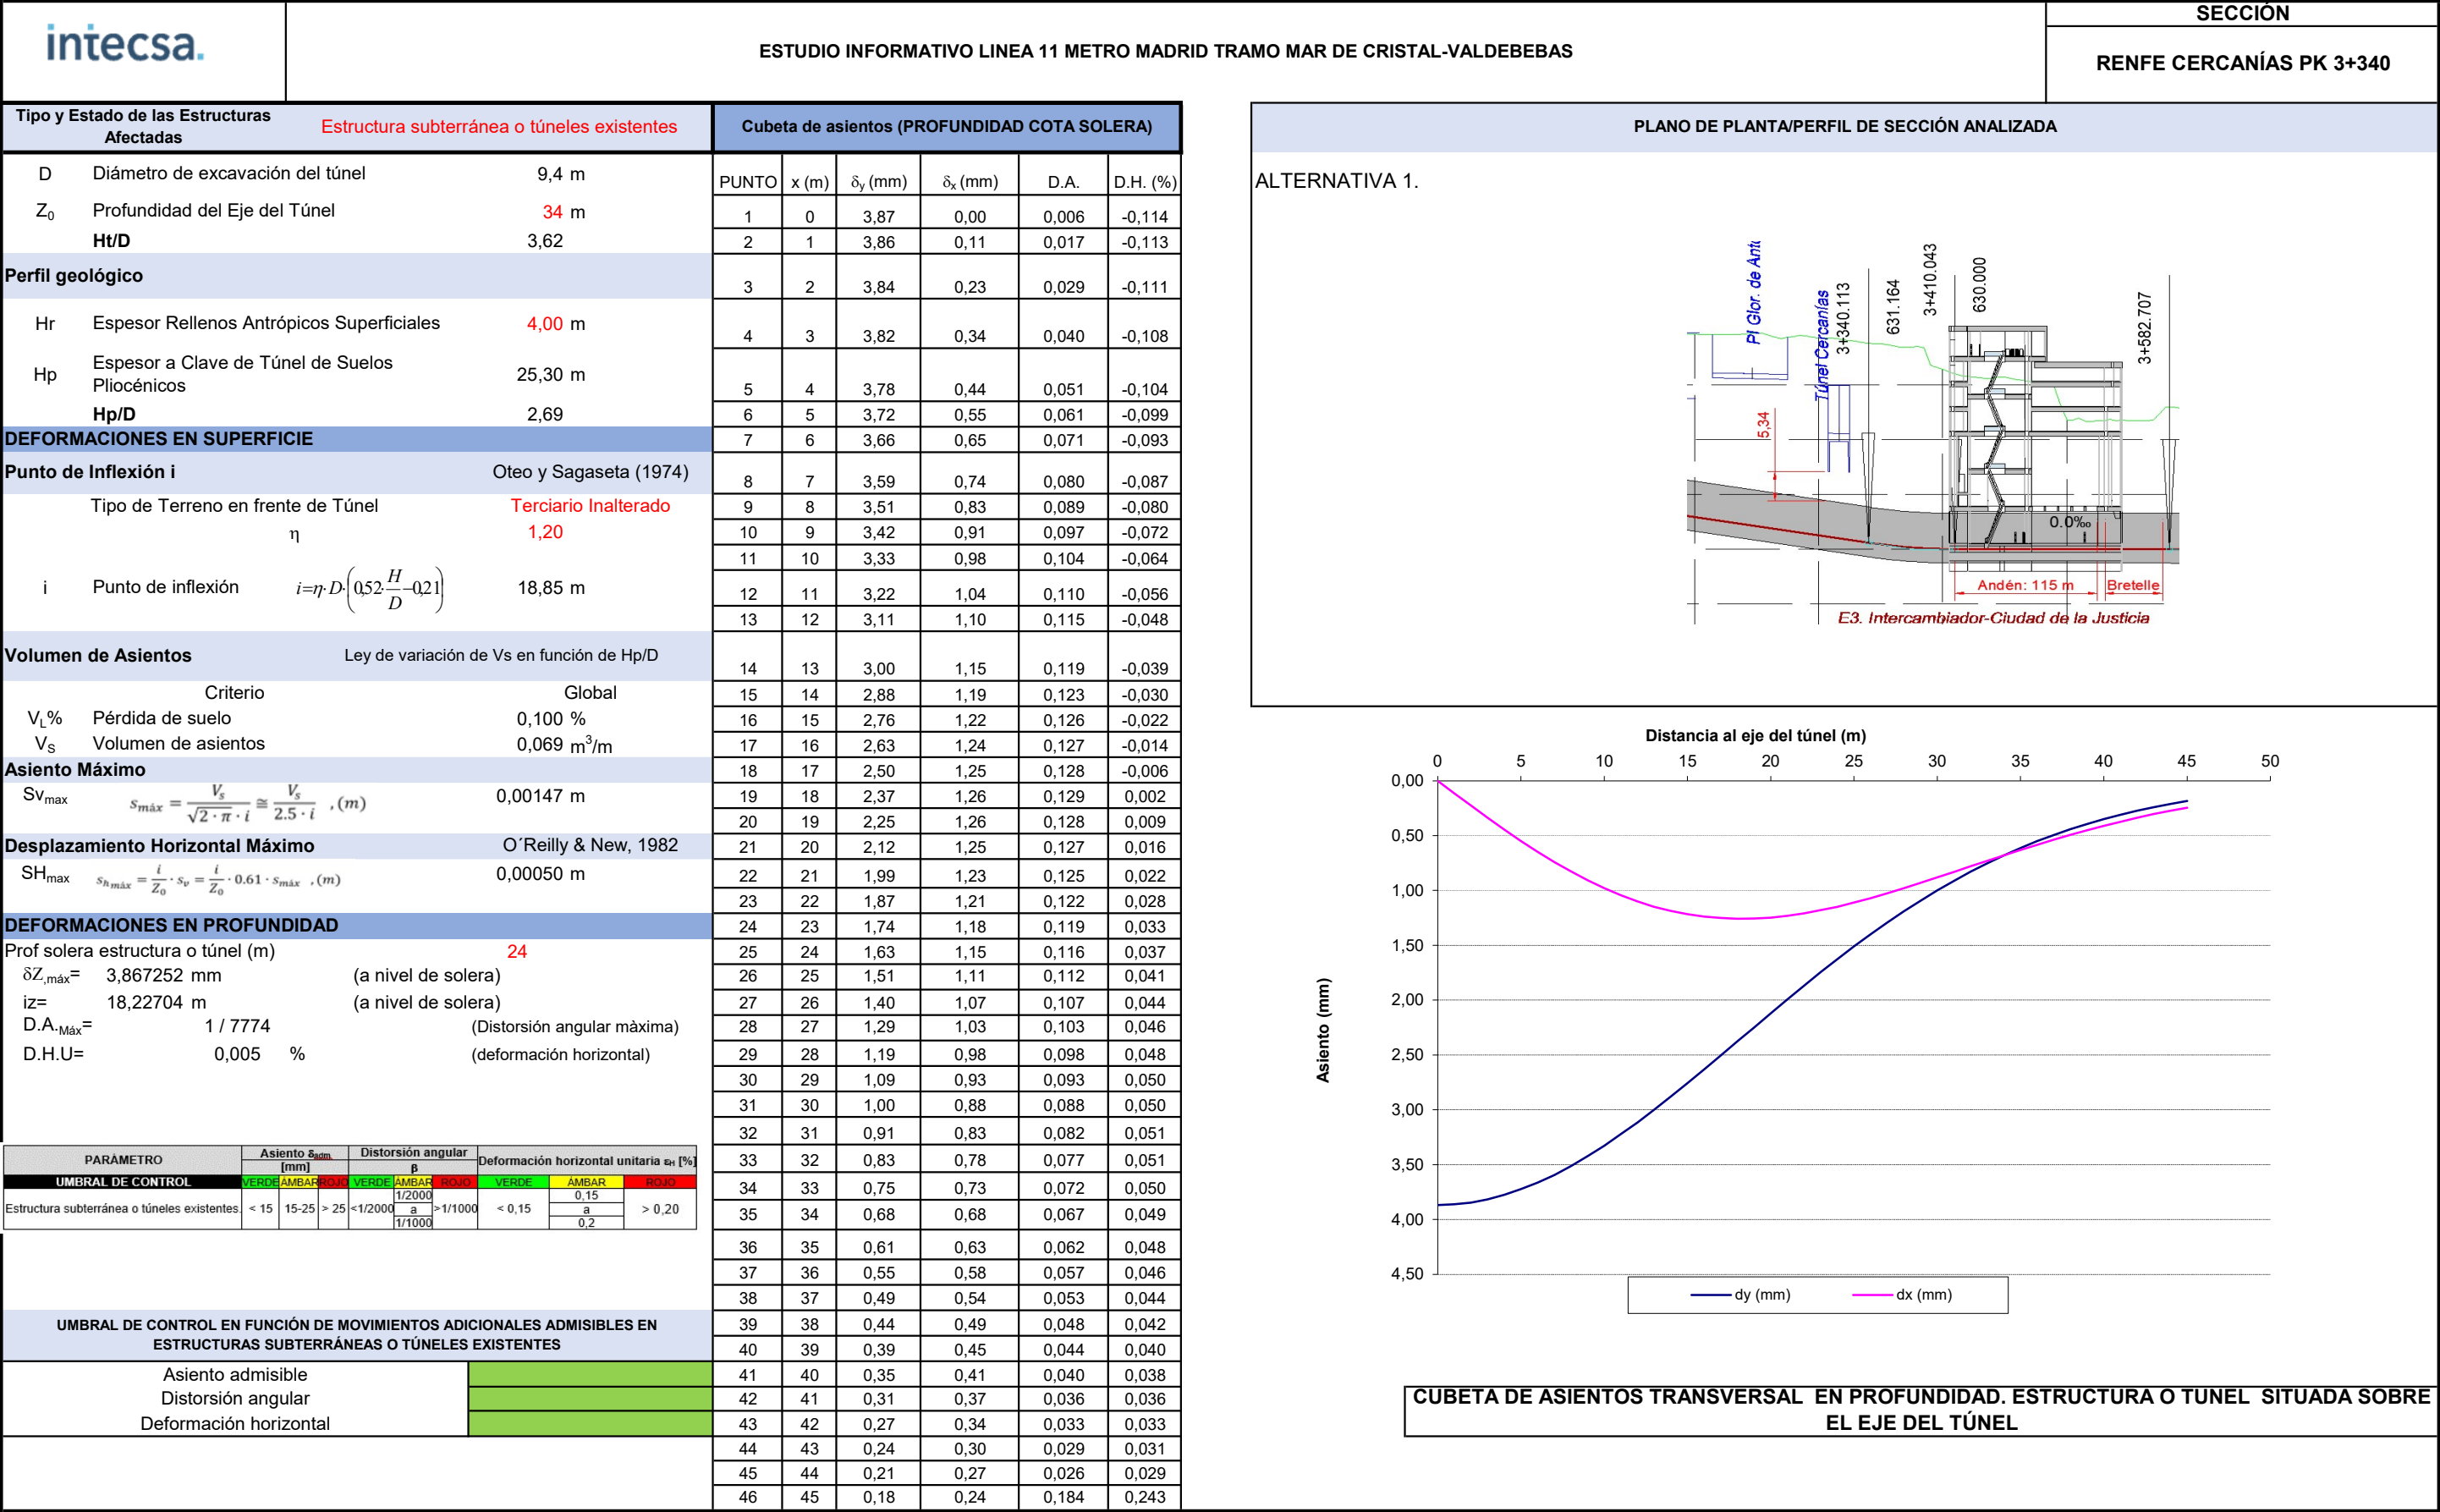 intecsa.
ESTUDIO INFORMATIVO LINEA 11 METRO MADRID TRAMO MAR DE CRISTAL-VALDEBEBAS
SECCIÓN
RENFE CERCANÍAS PK 3+340
Tipo y Estado de las Estructuras Afectadas Estructura subterránea o túneles existentes
D Diámetro de excavación del túnel 9,4 m
Z0 Profundidad del Eje del Túnel 34 m
Ht/D 3,62
Perfil geológico
Hr Espesor Rellenos Antrópicos Superficiales 4,00 m
Hp Espesor a Clave de Túnel de Suelos Pliocénicos 25,30 m
Hp/D 2,69
DEFORMACIONES EN SUPERFICIE
Punto de Inflexión i Oteo y Sagaseta (1974)
Tipo de Terreno en frente de Túnel Terciario Inalterado
η 1,20
i Punto de inflexión i=η·D·(0,52·H/D−0,21) 18,85 m
Volumen de Asientos Ley de variación de Vs en función de Hp/D
Criterio Global
VL% Pérdida de suelo 0,100 %
VS Volumen de asientos 0,069 m3/m
Asiento Máximo
Svmax smáx = Vs/(√2·π·i) ≅ Vs/(2.5·i) , (m) 0,00147 m
Desplazamiento Horizontal Máximo O´Reilly & New, 1982
SHmax shmáx = i/Z0 · sv = i/Z0 · 0.61 · smáx , (m) 0,00050 m
DEFORMACIONES EN PROFUNDIDAD
Prof solera estructura o túnel (m) 24
δZ,máx= 3,867252 mm (a nivel de solera)
iz= 18,22704 m (a nivel de solera)
D.A.Máx= 1 / 7774 (Distorsión angular màxima)
D.H.U= 0,005 % (deformación horizontal)
PARÁMETRO Asiento δadm. [mm] Distorsión angular β Deformación horizontal unitaria εH [%]
UMBRAL DE CONTROL VERDE ÁMBAR ROJO VERDE ÁMBAR ROJO VERDE ÁMBAR ROJO
Estructura subterránea o túneles existentes. < 15 15-25 > 25 <1/2000 1/2000 a 1/1000 >1/1000 < 0,15 0,15 a 0,2 > 0,20
UMBRAL DE CONTROL EN FUNCIÓN DE MOVIMIENTOS ADICIONALES ADMISIBLES EN
ESTRUCTURAS SUBTERRÁNEAS O TÚNELES EXISTENTES
Asiento admisible
Distorsión angular
Deformación horizontal
Cubeta de asientos (PROFUNDIDAD COTA SOLERA)
PUNTO x (m) δy (mm) δx (mm) D.A. D.H. (%)
1 0 3,87 0,00 0,006 -0,114
2 1 3,86 0,11 0,017 -0,113
3 2 3,84 0,23 0,029 -0,111
4 3 3,82 0,34 0,040 -0,108
5 4 3,78 0,44 0,051 -0,104
6 5 3,72 0,55 0,061 -0,099
7 6 3,66 0,65 0,071 -0,093
8 7 3,59 0,74 0,080 -0,087
9 8 3,51 0,83 0,089 -0,080
10 9 3,42 0,91 0,097 -0,072
11 10 3,33 0,98 0,104 -0,064
12 11 3,22 1,04 0,110 -0,056
13 12 3,11 1,10 0,115 -0,048
14 13 3,00 1,15 0,119 -0,039
15 14 2,88 1,19 0,123 -0,030
16 15 2,76 1,22 0,126 -0,022
17 16 2,63 1,24 0,127 -0,014
18 17 2,50 1,25 0,128 -0,006
19 18 2,37 1,26 0,129 0,002
20 19 2,25 1,26 0,128 0,009
21 20 2,12 1,25 0,127 0,016
22 21 1,99 1,23 0,125 0,022
23 22 1,87 1,21 0,122 0,028
24 23 1,74 1,18 0,119 0,033
25 24 1,63 1,15 0,116 0,037
26 25 1,51 1,11 0,112 0,041
27 26 1,40 1,07 0,107 0,044
28 27 1,29 1,03 0,103 0,046
29 28 1,19 0,98 0,098 0,048
30 29 1,09 0,93 0,093 0,050
31 30 1,00 0,88 0,088 0,050
32 31 0,91 0,83 0,082 0,051
33 32 0,83 0,78 0,077 0,051
34 33 0,75 0,73 0,072 0,050
35 34 0,68 0,68 0,067 0,049
36 35 0,61 0,63 0,062 0,048
37 36 0,55 0,58 0,057 0,046
38 37 0,49 0,54 0,053 0,044
39 38 0,44 0,49 0,048 0,042
40 39 0,39 0,45 0,044 0,040
41 40 0,35 0,41 0,040 0,038
42 41 0,31 0,37 0,036 0,036
43 42 0,27 0,34 0,033 0,033
44 43 0,24 0,30 0,029 0,031
45 44 0,21 0,27 0,026 0,029
46 45 0,18 0,24 0,184 0,243
PLANO DE PLANTA/PERFIL DE SECCIÓN ANALIZADA
ALTERNATIVA 1.
Pl Glor. de Ant
Túnel Cercanías
3+340.113
631.164
3+410.043
630.000
3+582.707
5,34
0.0‰
Andén: 115 m Bretelle
E3. Intercambiador-Ciudad de la Justicia
Distancia al eje del túnel (m)
0 5 10 15 20 25 30 35 40 45 50
0,00
0,50
1,00
1,50
2,00
2,50
3,00
3,50
4,00
4,50
Asiento (mm)
dy (mm) dx (mm)
CUBETA DE ASIENTOS TRANSVERSAL EN PROFUNDIDAD. ESTRUCTURA O TUNEL SITUADA SOBRE
EL EJE DEL TÚNEL